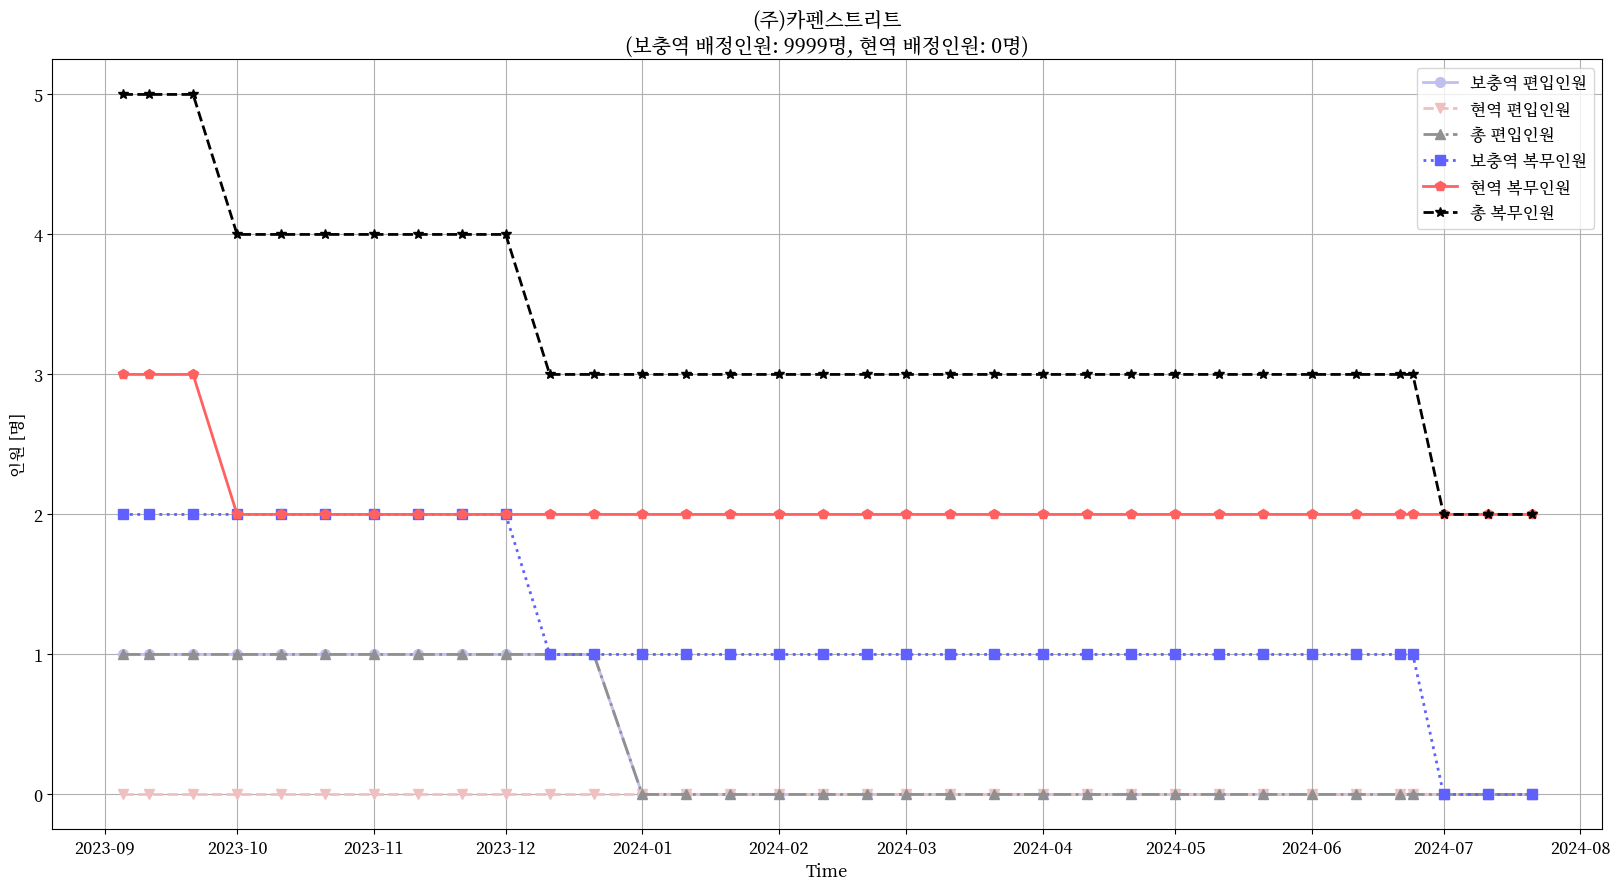 (주)카펜스트리트
(보충역 배정인원: 9999명, 현역 배정인원: 0명)
보충역 편입인원
현역 편입인원
총 편입인원
보충역 복무인원
현역 복무인원
총 복무인원
인원 [명]
5
4
3
2
1
0
2023-09 2023-10 2023-11 2023-12 2024-01 2024-02 2024-03 2024-04 2024-05 2024-06 2024-07 2024-08
Time